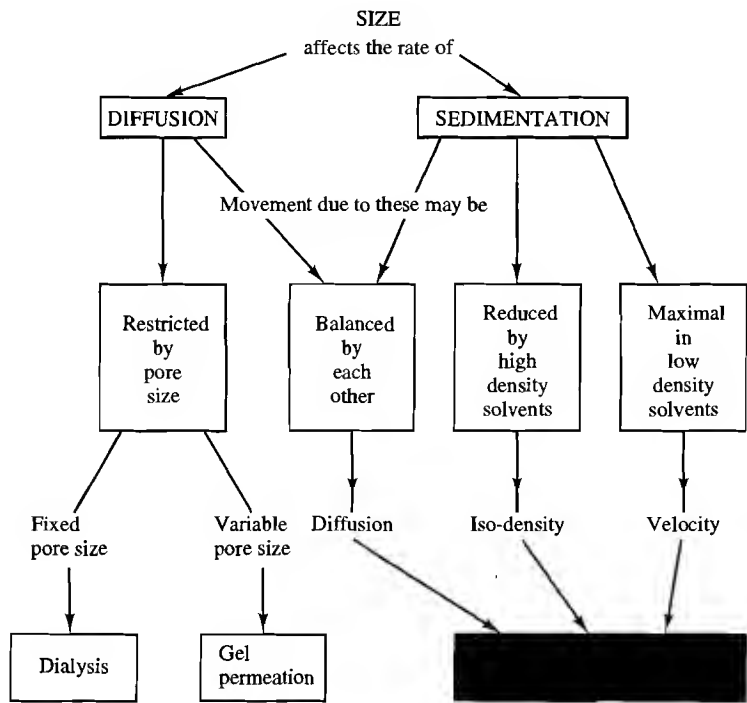 SIZE
affects the rate of
DIFFUSION
SEDIMENTATION
Movement due to these may be
Restricted
by
pore
size
Balanced
by
each
other
Reduced
by
high
density
solvents
Maximal
in
low
density
solvents
Fixed
pore size
Variable
pore size
Diffusion
Iso-density
Velocity
Dialysis
Gel
permeation